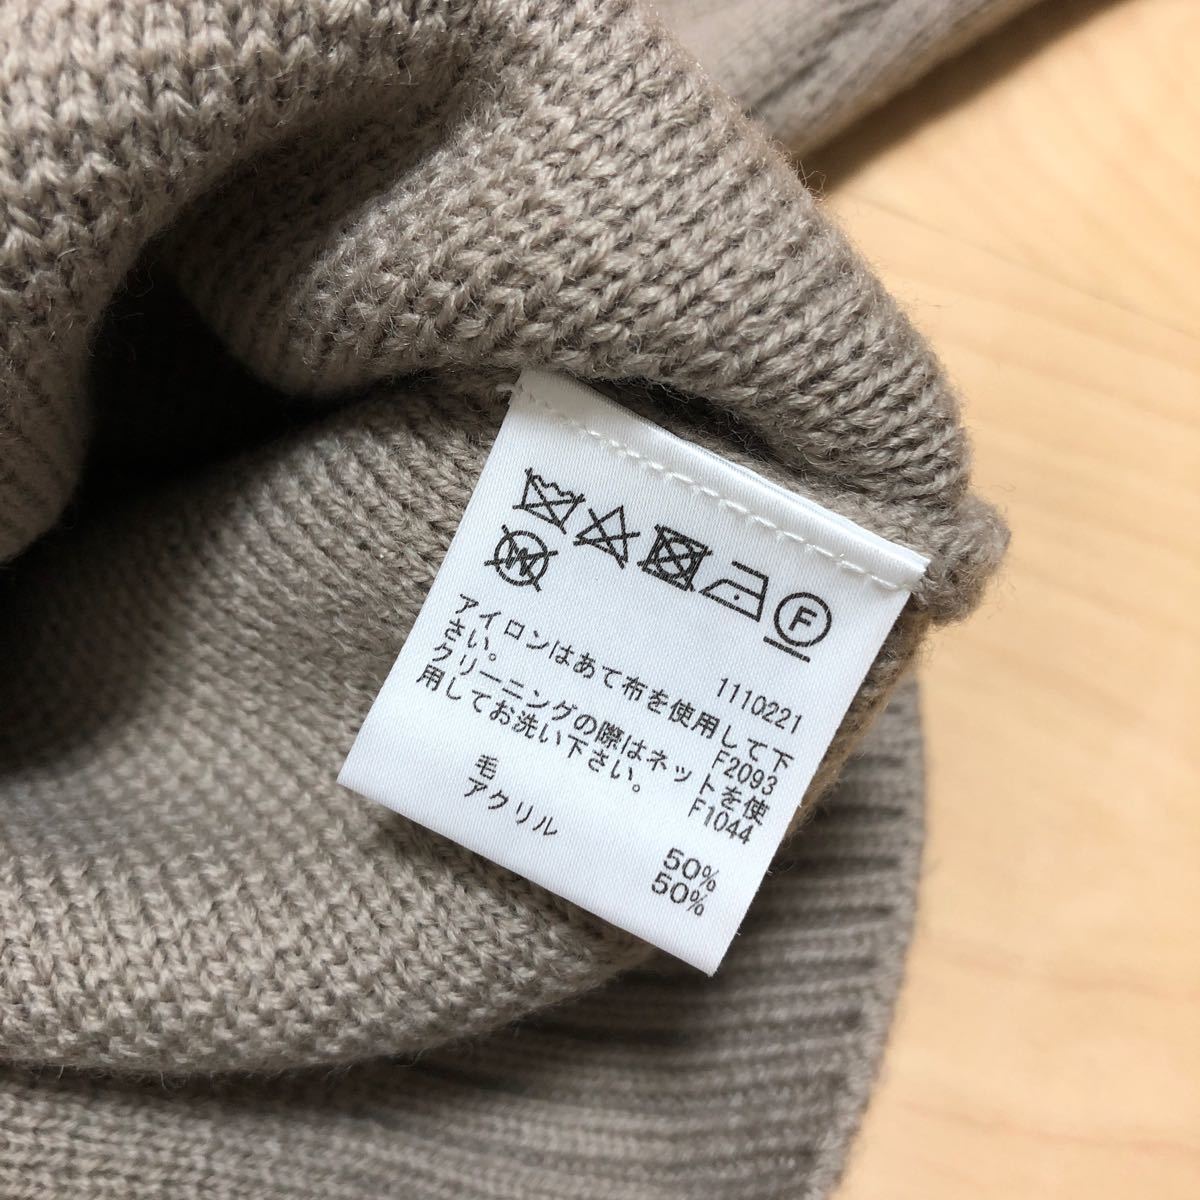 F
W
1110221
アイロンはあて布を使用して下
さい。 F2093
クリーニングの際はネットを使
用してお洗い下さい。 F1044
毛 50%
アクリル 50%